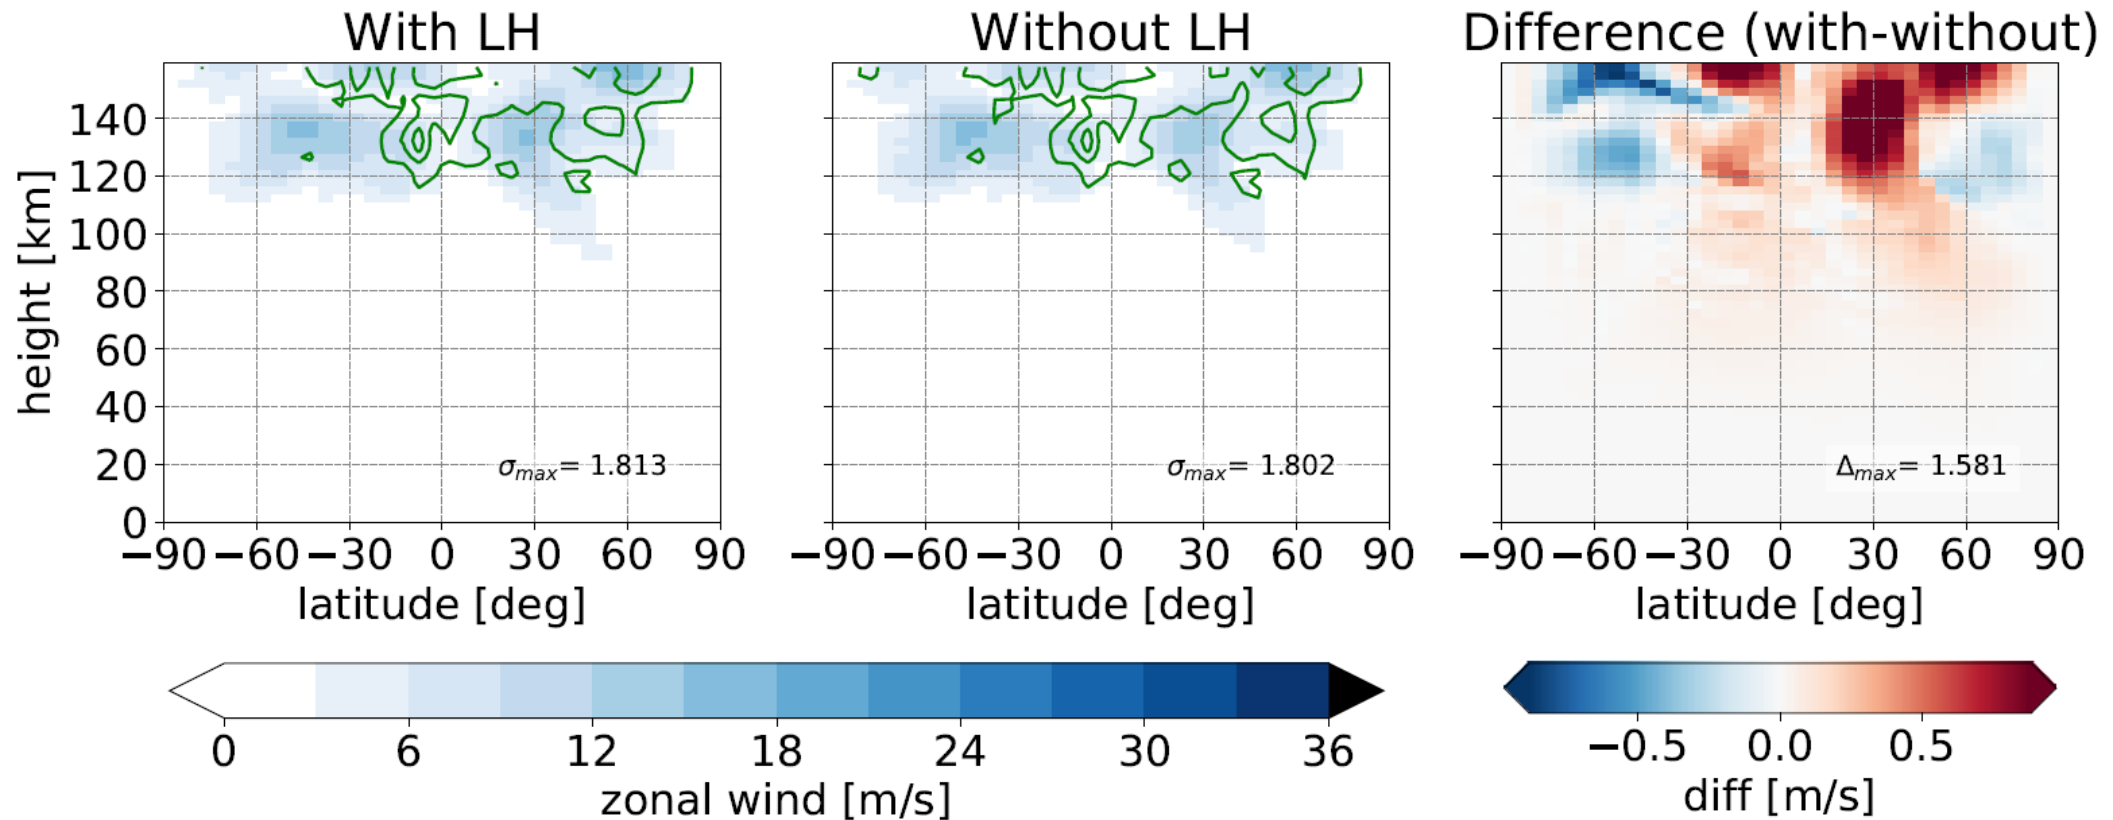 With LH
Without LH
Difference (with-without)
height [km]
140
120
100
80
60
40
20
0
σmax= 1.813
σmax= 1.802
Δmax= 1.581
−90 −60 −30 0 30 60 90
−90 −60 −30 0 30 60 90
−90 −60 −30 0 30 60 90
latitude [deg]
latitude [deg]
latitude [deg]
0 6 12 18 24 30 36
zonal wind [m/s]
−0.5 0.0 0.5
diff [m/s]